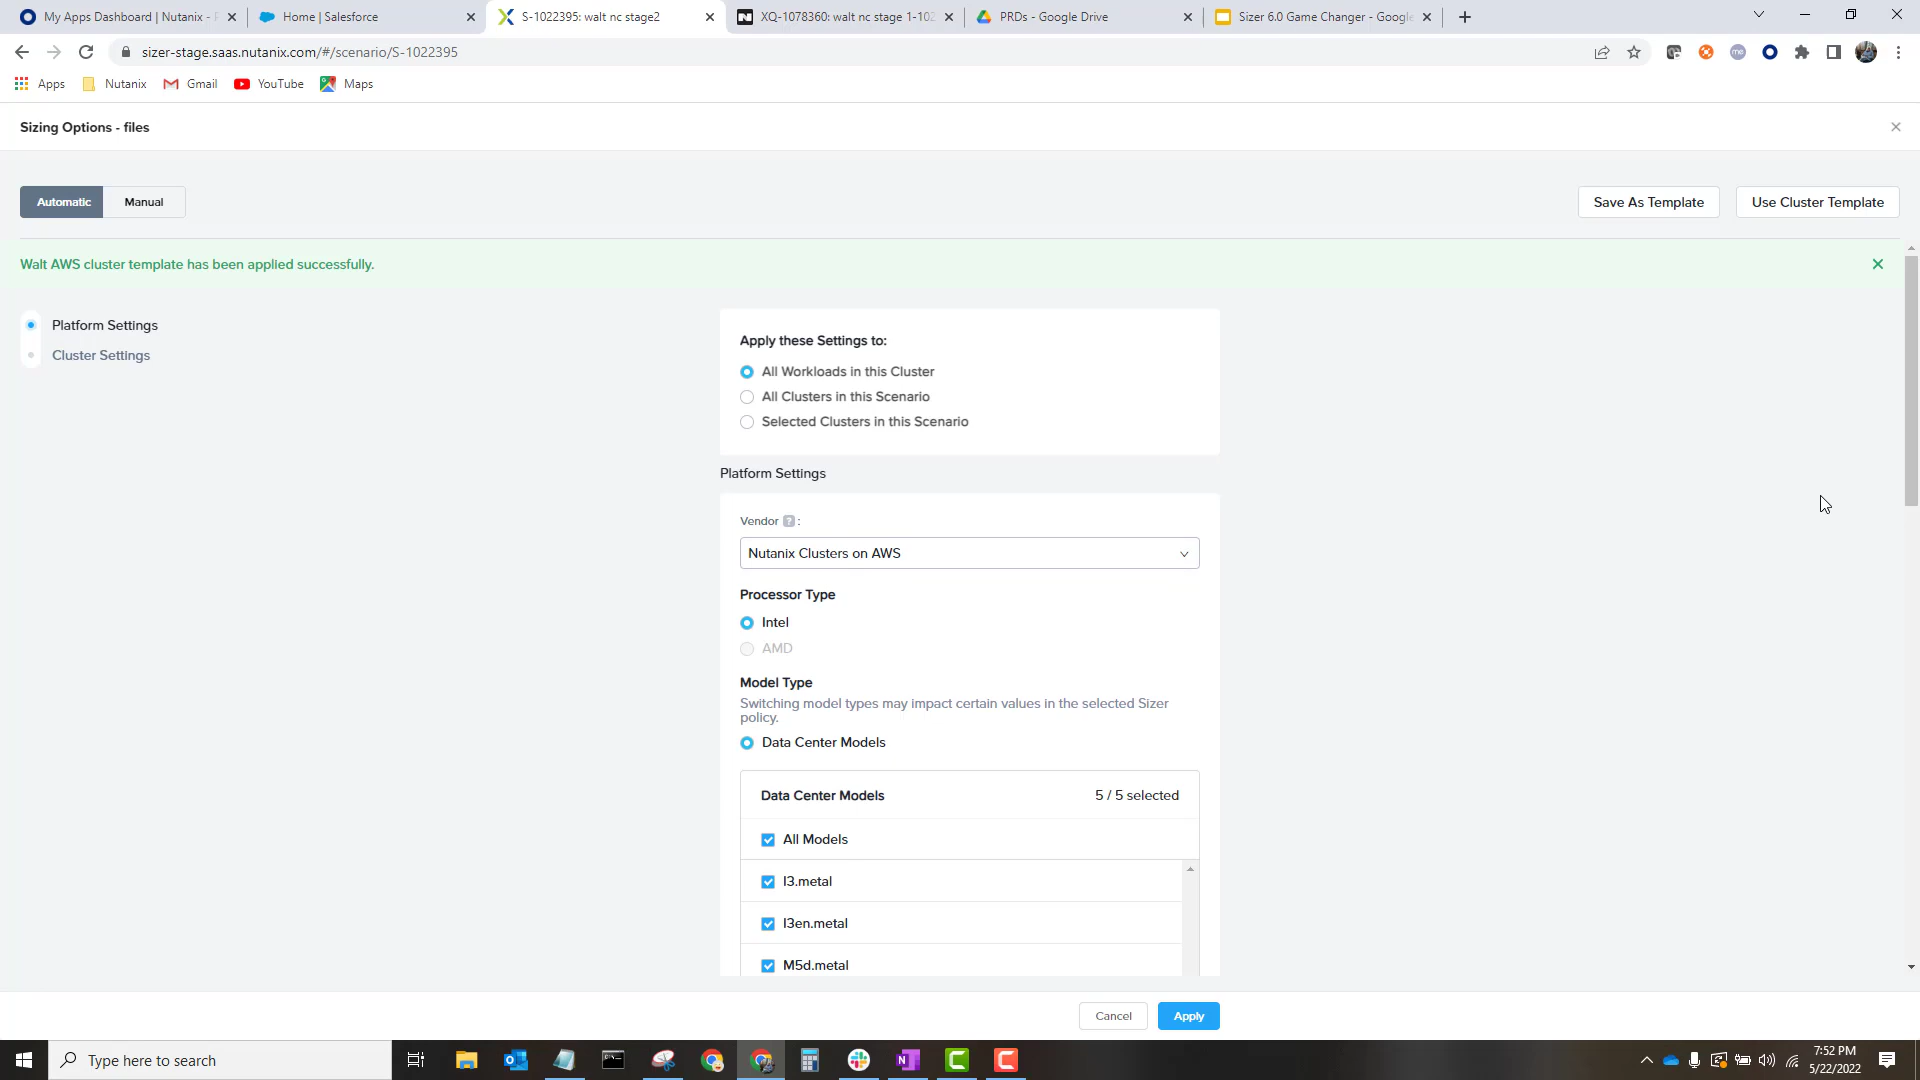 My Apps Dashboard | Nutanix - P
Home | Salesforce
S-1022395: walt nc stage2
XQ-1078360: walt nc stage 1-102
PRDs - Google Drive
Sizer 6.0 Game Changer - Google
sizer-stage.saas.nutanix.com/#/scenario/S-1022395
Apps
Nutanix
Gmail
YouTube
Maps
Sizing Options - files
Automatic
Manual
Save As Template
Use Cluster Template
Walt AWS cluster template has been applied successfully.
Platform Settings
Cluster Settings
Apply these Settings to:
All Workloads in this Cluster
All Clusters in this Scenario
Selected Clusters in this Scenario
Platform Settings
Vendor ? :
Nutanix Clusters on AWS
Processor Type
Intel
AMD
Model Type
Switching model types may impact certain values in the selected Sizer
policy.
Data Center Models
Data Center Models
5 / 5 selected
All Models
I3.metal
I3en.metal
M5d.metal
Cancel
Apply
Type here to search
7:52 PM
5/22/2022